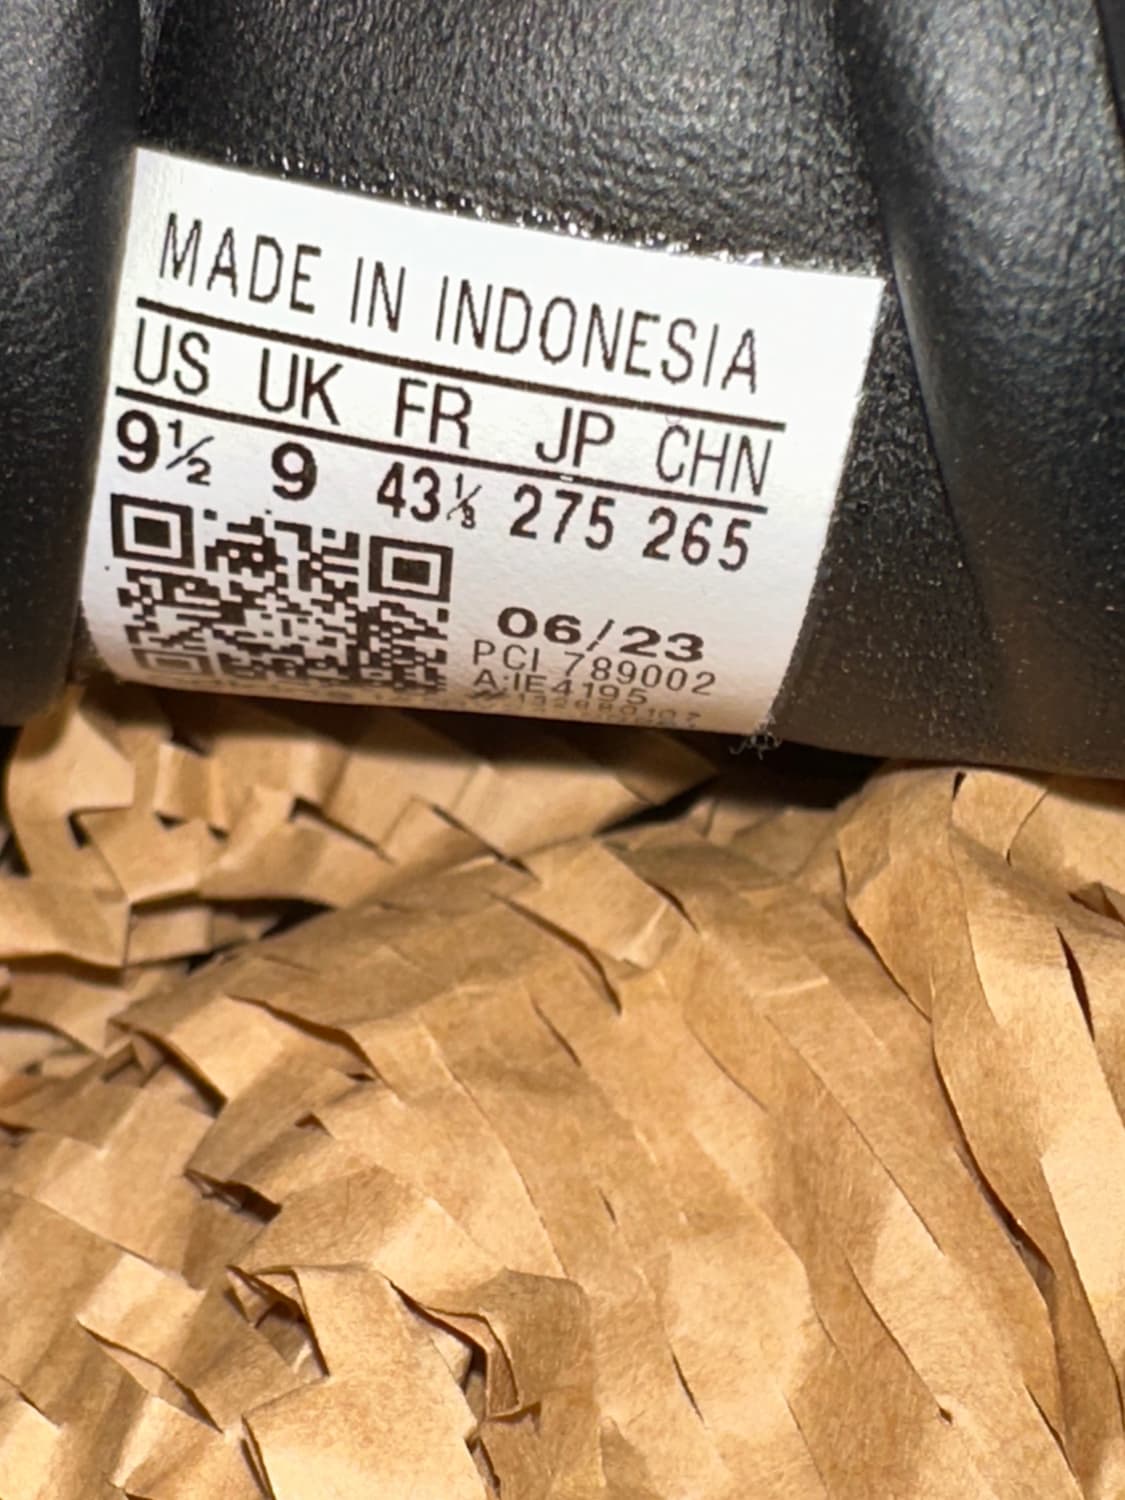 MADE IN INDONESIA
US UK FR JP CHN
9½ 9 43⅓ 275 265
06/23
PCI 789002
A:IE4195